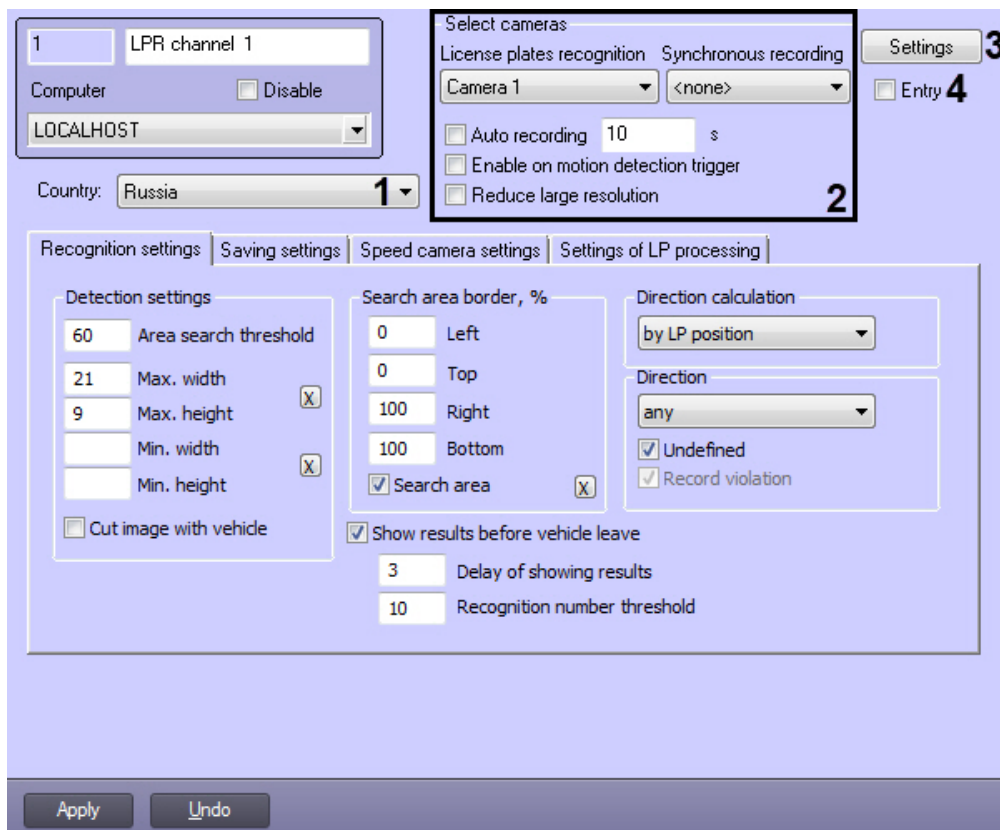 1 LPR channel 1
Computer Disable
LOCALHOST
Country: Russia 1
Select cameras
License plates recognition Synchronous recording
Camera 1 <none>
Auto recording 10 s
Enable on motion detection trigger
Reduce large resolution 2
Settings 3
Entry 4
Recognition settings Saving settings Speed camera settings Settings of LP processing
Detection settings
60 Area search threshold
21 Max. width
X
9 Max. height
Min. width
X
Min. height
Cut image with vehicle
Search area border, %
0 Left
0 Top
100 Right
100 Bottom
Search area X
Show results before vehicle leave
3 Delay of showing results
10 Recognition number threshold
Direction calculation
by LP position
Direction
any
Undefined
Record violation
Apply Undo